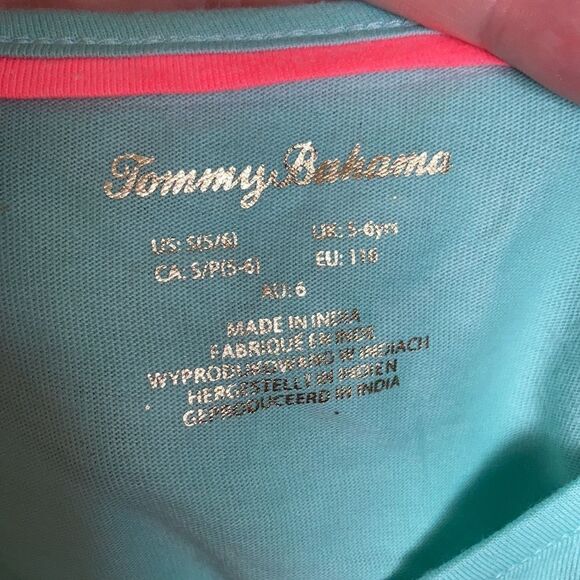 Tommy Bahama
US: S(5/6) UK: 5-6yrs
CA: S/P(5-6) EU: 116
AU: 6
MADE IN INDIA
FABRIQUE EN INDE
WYPRODUKOWANO W INDIACH
HERGESTELLT IN INDIEN
GEPRODUCEERD IN INDIA